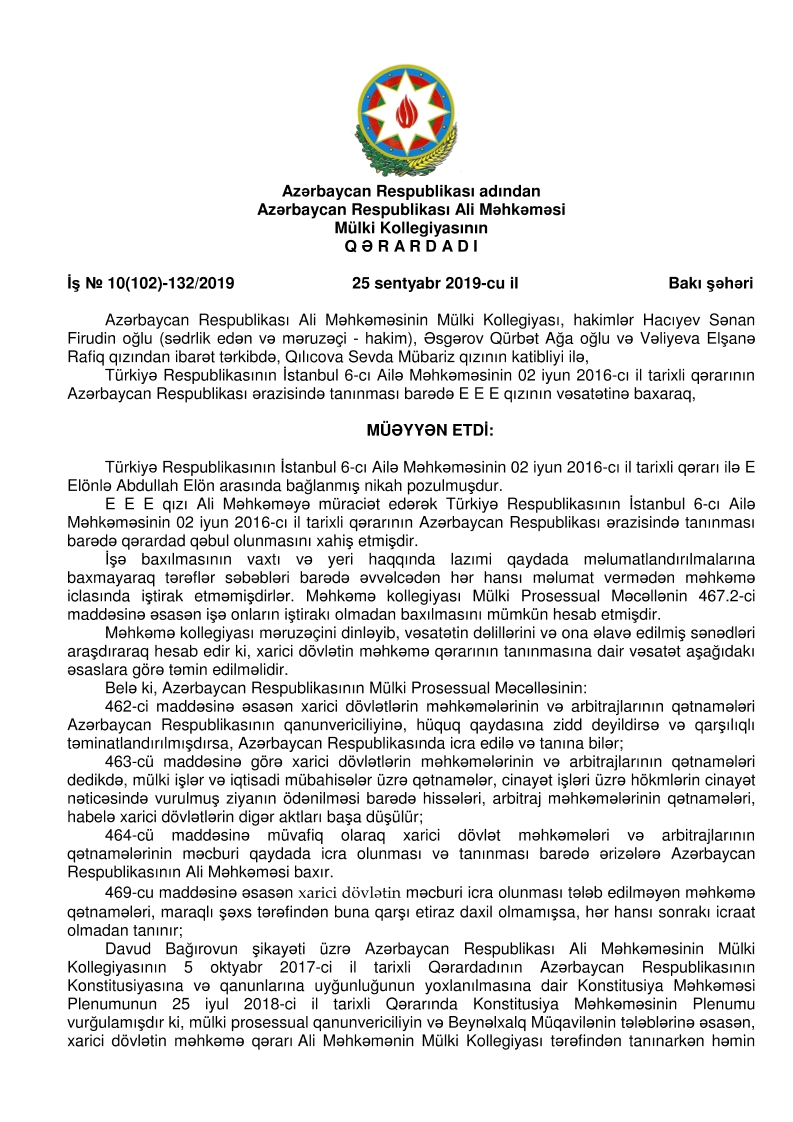 Azərbaycan Respublikası adından
Azərbaycan Respublikası Ali Məhkəməsi
Mülki Kollegiyasının
Q Ə R A R D A D I
İş № 10(102)-132/2019 25 sentyabr 2019-cu il Bakı şəhəri
Azərbaycan Respublikası Ali Məhkəməsinin Mülki Kollegiyası, hakimlər Hacıyev Sənan
Firudin oğlu (sədrlik edən və məruzəçi - hakim), Əsgərov Qürbət Ağa oğlu və Vəliyeva Elşanə
Rafiq qızından ibarət tərkibdə, Qılıcova Sevda Mübariz qızının katibliyi ilə,
Türkiyə Respublikasının İstanbul 6-cı Ailə Məhkəməsinin 02 iyun 2016-cı il tarixli qərarının
Azərbaycan Respublikası ərazisində tanınması barədə E E E qızının vəsatətinə baxaraq,
MÜƏYYƏN ETDİ:
Türkiyə Respublikasının İstanbul 6-cı Ailə Məhkəməsinin 02 iyun 2016-cı il tarixli qərarı ilə E
Elönlə Abdullah Elön arasında bağlanmış nikah pozulmuşdur.
E E E qızı Ali Məhkəməyə müraciət edərək Türkiyə Respublikasının İstanbul 6-cı Ailə
Məhkəməsinin 02 iyun 2016-cı il tarixli qərarının Azərbaycan Respublikası ərazisində tanınması
barədə qərardad qəbul olunmasını xahiş etmişdir.
İşə baxılmasının vaxtı və yeri haqqında lazımi qaydada məlumatlandırılmalarına
baxmayaraq tərəflər səbəbləri barədə əvvəlcədən hər hansı məlumat vermədən məhkəmə
iclasında iştirak etməmişdirlər. Məhkəmə kollegiyası Mülki Prosessual Məcəllənin 467.2-ci
maddəsinə əsasən işə onların iştirakı olmadan baxılmasını mümkün hesab etmişdir.
Məhkəmə kollegiyası məruzəçini dinləyib, vəsatətin dəlillərini və ona əlavə edilmiş sənədləri
araşdıraraq hesab edir ki, xarici dövlətin məhkəmə qərarının tanınmasına dair vəsatət aşağıdakı
əsaslara görə təmin edilməlidir.
Belə ki, Azərbaycan Respublikasının Mülki Prosessual Məcəlləsinin:
462-ci maddəsinə əsasən xarici dövlətlərin məhkəmələrinin və arbitrajlarının qətnamələri
Azərbaycan Respublikasının qanunvericiliyinə, hüquq qaydasına zidd deyildirsə və qarşılıqlı
təminatlandırılmışdırsa, Azərbaycan Respublikasında icra edilə və tanına bilər;
463-cü maddəsinə görə xarici dövlətlərin məhkəmələrinin və arbitrajlarının qətnamələri
dedikdə, mülki işlər və iqtisadi mübahisələr üzrə qətnamələr, cinayət işləri üzrə hökmlərin cinayət
nəticəsində vurulmuş ziyanın ödənilməsi barədə hissələri, arbitraj məhkəmələrinin qətnamələri,
habelə xarici dövlətlərin digər aktları başa düşülür;
464-cü maddəsinə müvafiq olaraq xarici dövlət məhkəmələri və arbitrajlarının
qətnamələrinin məcburi qaydada icra olunması və tanınması barədə ərizələrə Azərbaycan
Respublikasının Ali Məhkəməsi baxır.
469-cu maddəsinə əsasən xarici dövlətin məcburi icra olunması tələb edilməyən məhkəmə
qətnamələri, maraqlı şəxs tərəfindən buna qarşı etiraz daxil olmamışsa, hər hansı sonrakı icraat
olmadan tanınır;
Davud Bağırovun şikayəti üzrə Azərbaycan Respublikası Ali Məhkəməsinin Mülki
Kollegiyasının 5 oktyabr 2017-ci il tarixli Qərardadının Azərbaycan Respublikasının
Konstitusiyasına və qanunlarına uyğunluğunun yoxlanılmasına dair Konstitusiya Məhkəməsi
Plenumunun 25 iyul 2018-ci il tarixli Qərarında Konstitusiya Məhkəməsinin Plenumu
vurğulamışdır ki, mülki prosessual qanunvericiliyin və Beynəlxalq Müqavilənin tələblərinə əsasən,
xarici dövlətin məhkəmə qərarı Ali Məhkəmənin Mülki Kollegiyası tərəfindən tanınarkən həmin